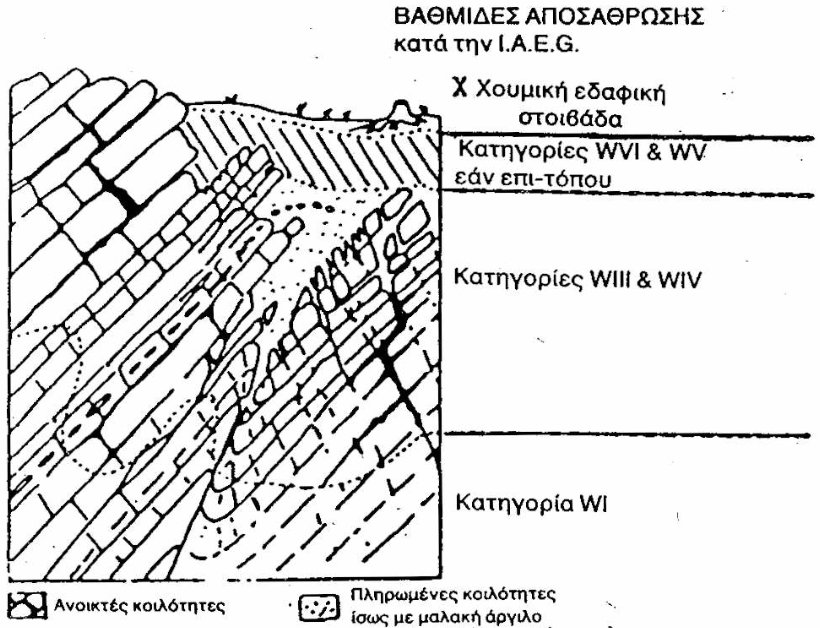 ΒΑΘΜΙΔΕΣ ΑΠΟΣΑΘΡΩΣΗΣ
κατά την I.A.E.G.
X Χουμική εδαφική
στοιβάδα
Κατηγορίες WVI & WV
εάν επι-τόπου
Κατηγορίες WIII & WIV
Κατηγορία WI
Ανοικτές κοιλότητες
Πληρωμένες κοιλότητες
ίσως με μαλακή άργιλο